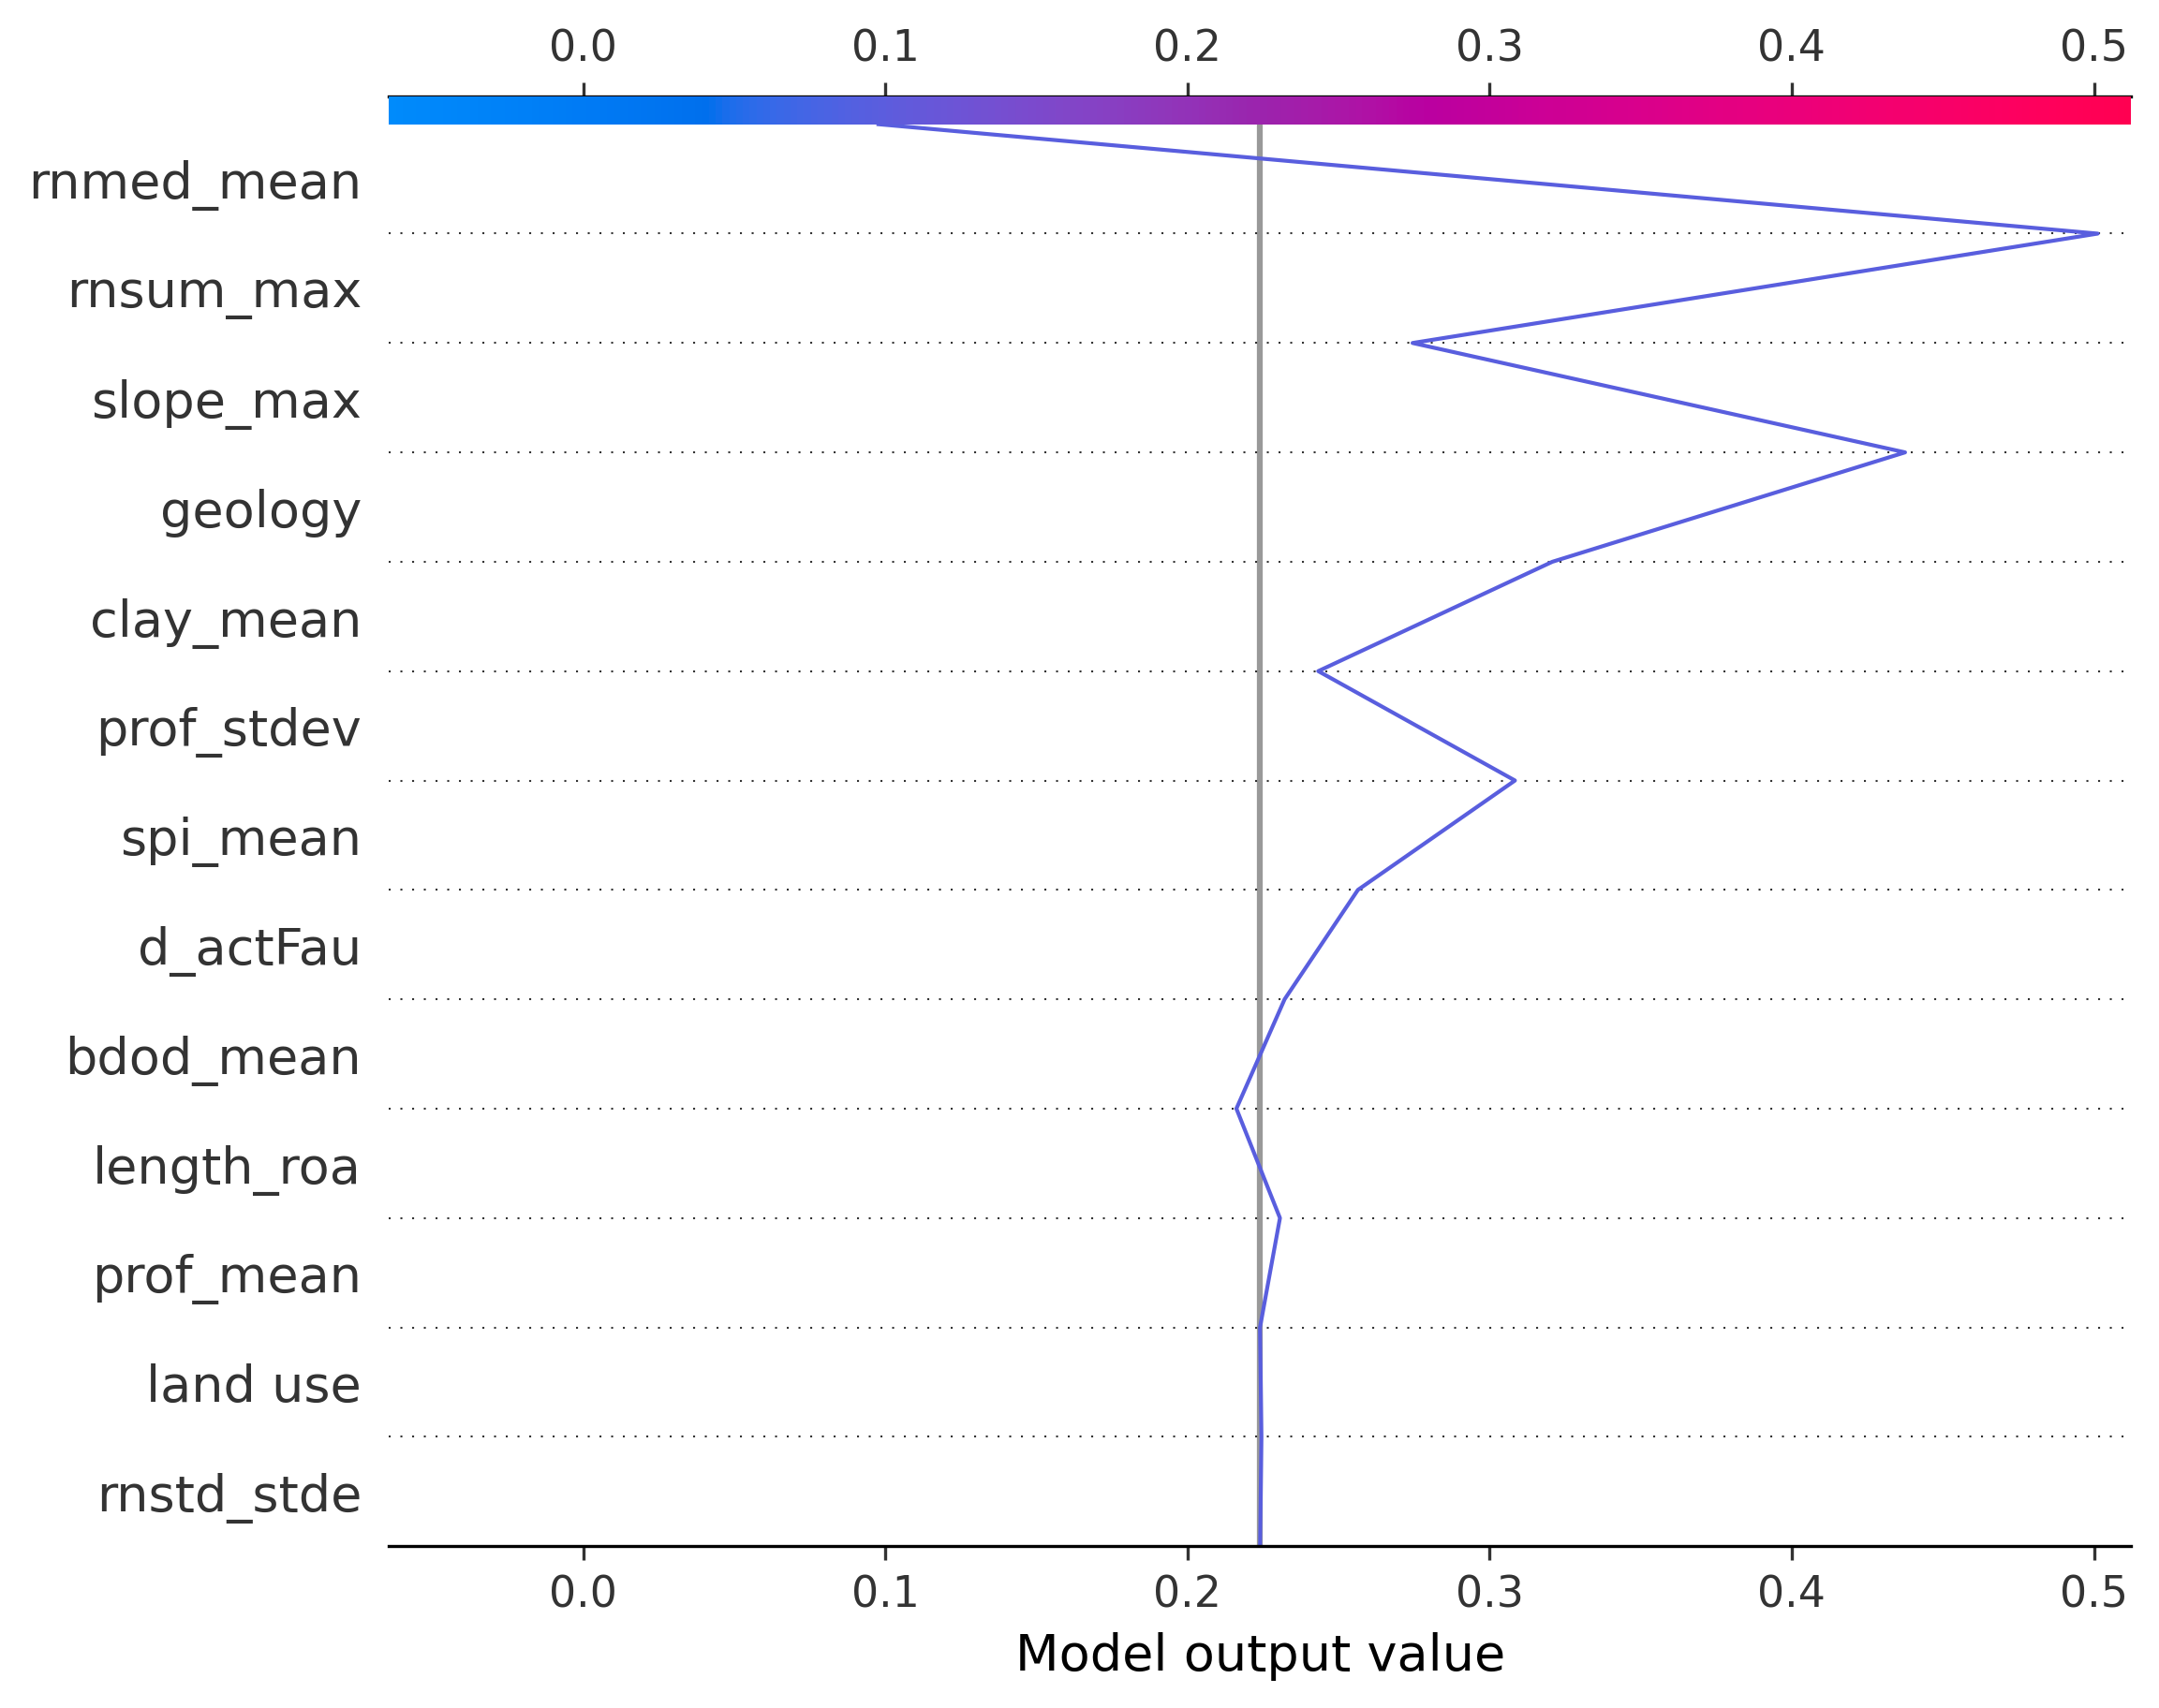 0.0 0.1 0.2 0.3 0.4 0.5
rnmed_mean
rnsum_max
slope_max
geology
clay_mean
prof_stdev
spi_mean
d_actFau
bdod_mean
length_roa
prof_mean
land use
rnstd_stde
0.0 0.1 0.2 0.3 0.4 0.5
Model output value